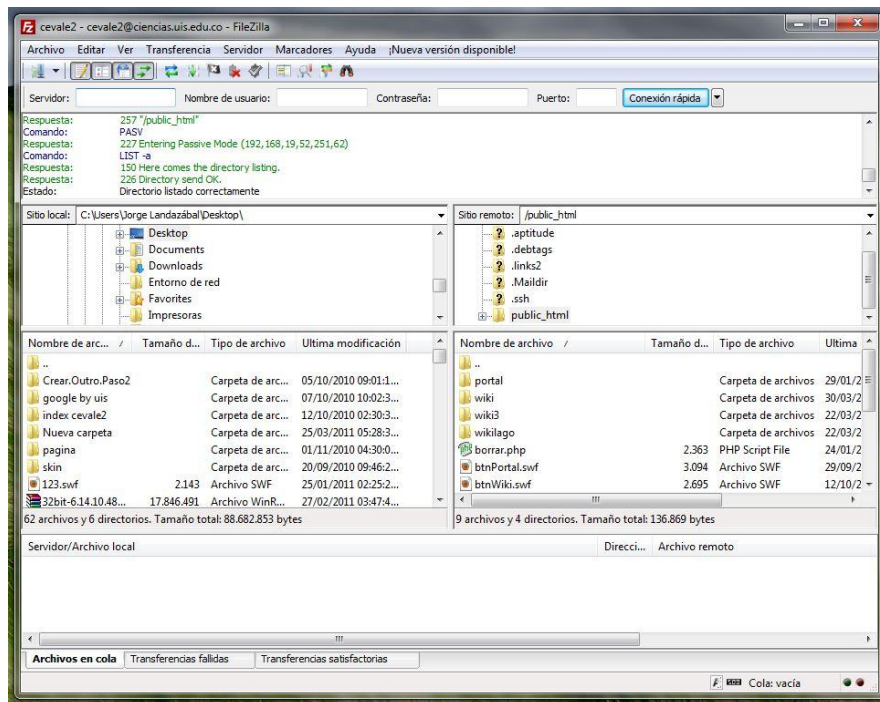 cevale2 - cevale2@ciencias.uis.edu.co - FileZilla
Archivo Editar Ver Transferencia Servidor Marcadores Ayuda ¡Nueva versión disponible!
Servidor: Nombre de usuario: Contraseña: Puerto: Conexión rápida
Respuesta: 257 "/public_html"
Comando: PASV
Respuesta: 227 Entering Passive Mode (192,168,19,52,251,62)
Comando: LIST -a
Respuesta: 150 Here comes the directory listing.
Respuesta: 226 Directory send OK.
Estado: Directorio listado correctamente
Sitio local: C:\Users\Jorge Landazábal\Desktop\
Desktop
Documents
Downloads
Entorno de red
Favorites
Impresoras
Sitio remoto: /public_html
.aptitude
.debtags
.links2
.Maildir
.ssh
public_html
Nombre de arc... / Tamaño d... Tipo de archivo Ultima modificación
..
Crear.Outro.Paso2 Carpeta de arc... 05/10/2010 09:01:1...
google by uis Carpeta de arc... 07/10/2010 10:02:3...
index cevale2 Carpeta de arc... 12/10/2010 02:30:3...
Nueva carpeta Carpeta de arc... 25/03/2011 05:28:3...
pagina Carpeta de arc... 01/11/2010 04:30:0...
skin Carpeta de arc... 20/09/2010 09:46:2...
123.swf 2.143 Archivo SWF 25/01/2011 02:25:2...
32bit-6.14.10.48... 17.846.491 Archivo WinR... 27/02/2011 03:47:4...
62 archivos y 6 directorios. Tamaño total: 88.682.853 bytes
Nombre de archivo / Tamaño d... Tipo de archivo Ultima
..
portal Carpeta de archivos 29/01/2
wiki Carpeta de archivos 30/03/2
wiki3 Carpeta de archivos 22/03/2
wikilago Carpeta de archivos 22/03/2
borrar.php 2.363 PHP Script File 24/01/2
btnPortal.swf 3.094 Archivo SWF 29/09/2
btnWiki.swf 2.695 Archivo SWF 12/10/2
9 archivos y 4 directorios. Tamaño total: 136.869 bytes
Servidor/Archivo local Direcci... Archivo remoto
Archivos en cola Transferencias fallidas Transferencias satisfactorias
Cola: vacía